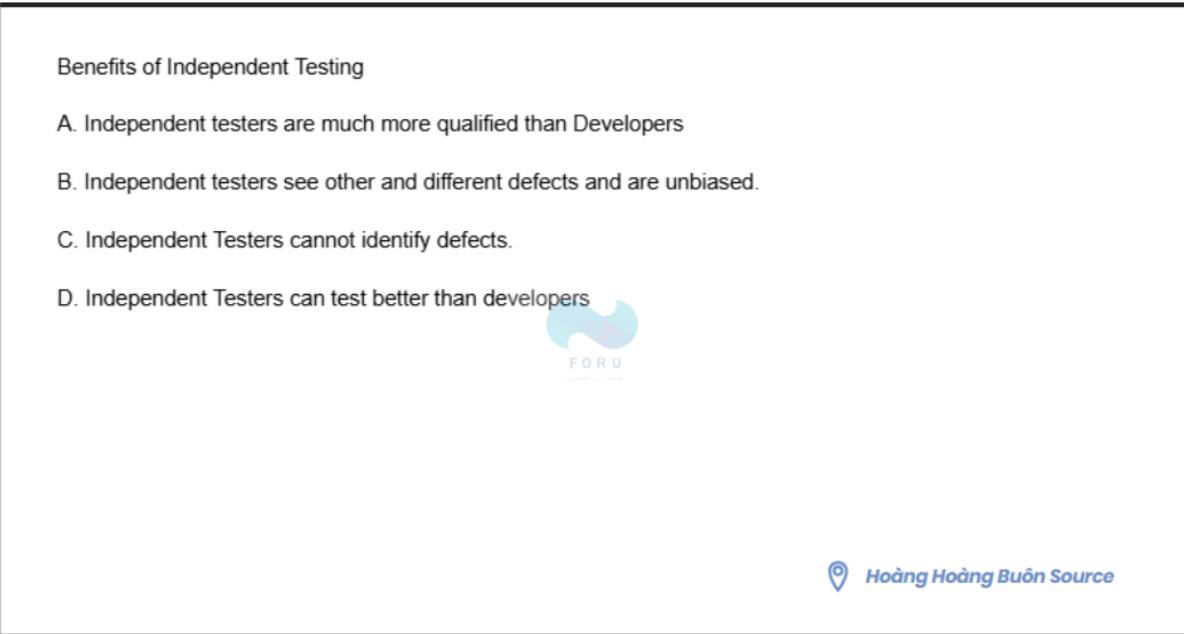 Benefits of Independent Testing
A. Independent testers are much more qualified than Developers
B. Independent testers see other and different defects and are unbiased.
C. Independent Testers cannot identify defects.
D. Independent Testers can test better than developers
FORU
Hoàng Hoàng Buôn Source